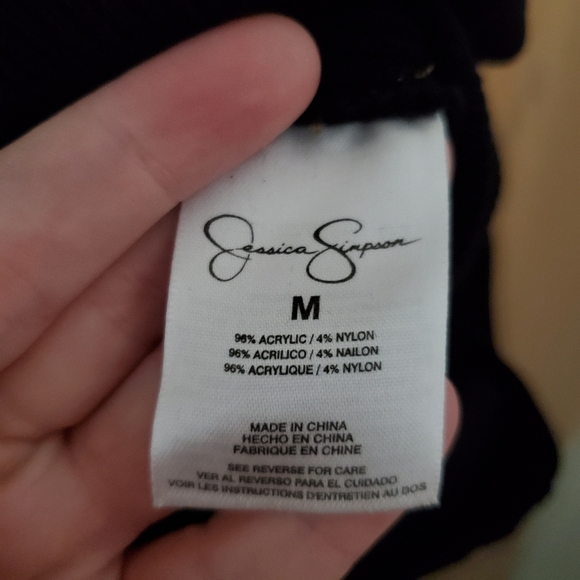 Jessica Simpson
M
96% ACRYLIC / 4% NYLON
96% ACRILICO / 4% NAILON
96% ACRYLIQUE / 4% NYLON
MADE IN CHINA
HECHO EN CHINA
FABRIQUE EN CHINE
SEE REVERSE FOR CARE
VER AL REVERSO PARA EL CUIDADO
VOIR LES INSTRUCTIONS D'ENTRETIEN AU DOS